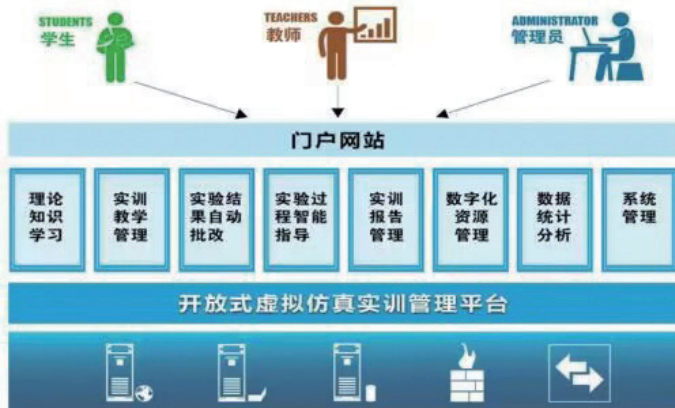 STUDENTS
学生
TEACHERS
教师
ADMINISTRATOR
管理员
门户网站
理论
知识
学习
实训
教学
管理
实验结
果自动
批改
实验过
程智能
指导
实训
报告
管理
数字化
资源
管理
数据
统计
分析
系统
管理
开放式虚拟仿真实训管理平台